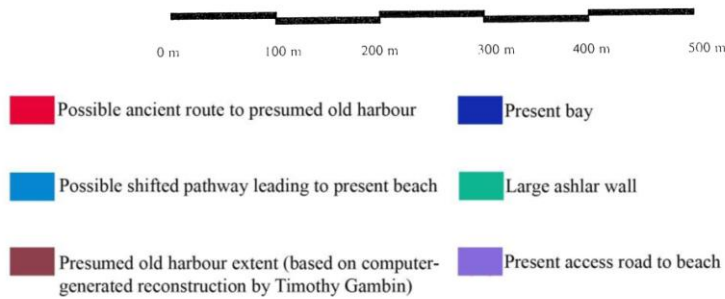 0 m 100 m 200 m 300 m 400 m 500 m
Possible ancient route to presumed old harbour
Present bay
Possible shifted pathway leading to present beach
Large ashlar wall
Presumed old harbour extent (based on computer-
generated reconstruction by Timothy Gambin)
Present access road to beach